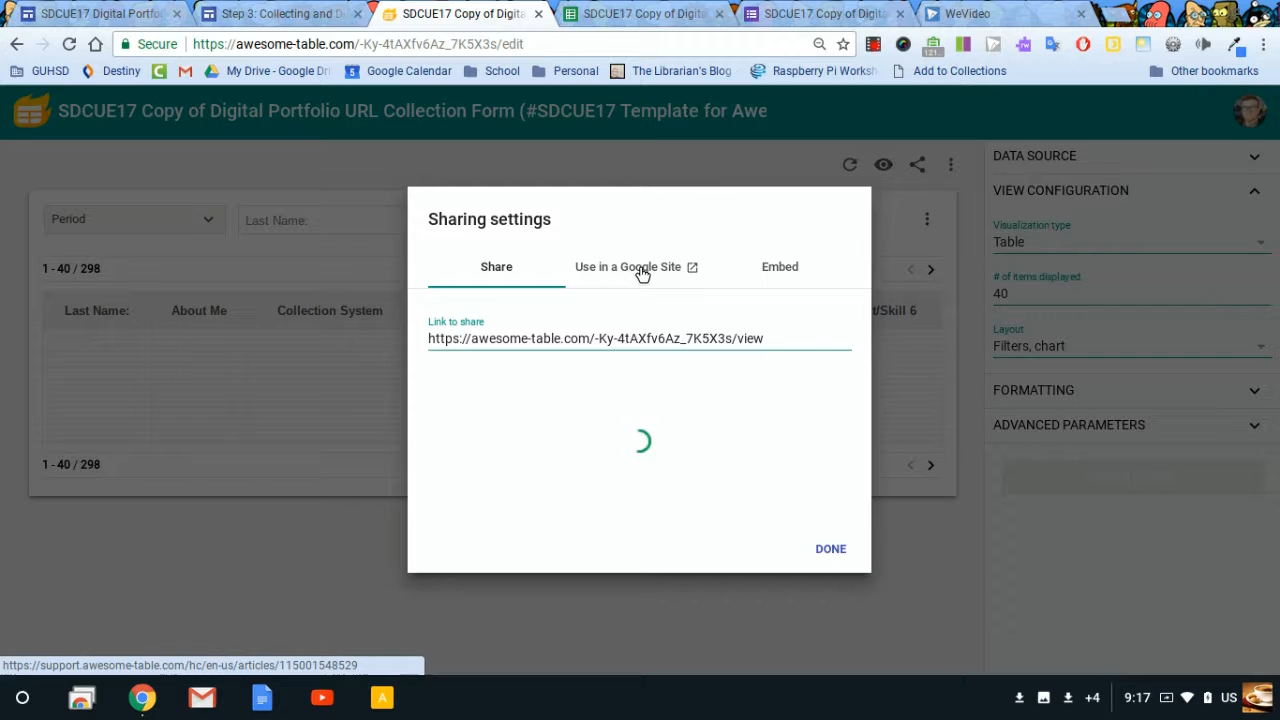 SDCUE17 Digital Portfo
Step 3: Collecting and D
SDCUE17 Copy of Digita
SDCUE17 Copy of Digita
SDCUE17 Copy of Digita
WeVideo
Secure
https://awesome-table.com/-Ky-4tAXfv6Az_7K5X3s/edit
121
GUHSD
Destiny
My Drive - Google Dri
Google Calendar
School
Personal
The Librarian's Blog
Raspberry Pi Worksh
Add to Collections
Other bookmarks
SDCUE17 Copy of Digital Portfolio URL Collection Form (#SDCUE17 Template for Awe
DATA SOURCE
VIEW CONFIGURATION
Visualization type
Table
# of items displayed
40
Layout
Filters, chart
FORMATTING
ADVANCED PARAMETERS
Period
Last Name:
1 - 40 / 298
Last Name:
About Me
Collection System
t/Skill 6
1 - 40 / 298
Sharing settings
Share
Use in a Google Site
Embed
Link to share
https://awesome-table.com/-Ky-4tAXfv6Az_7K5X3s/view
DONE
https://support.awesome-table.com/hc/en-us/articles/115001548529
A
+4
9:17
US